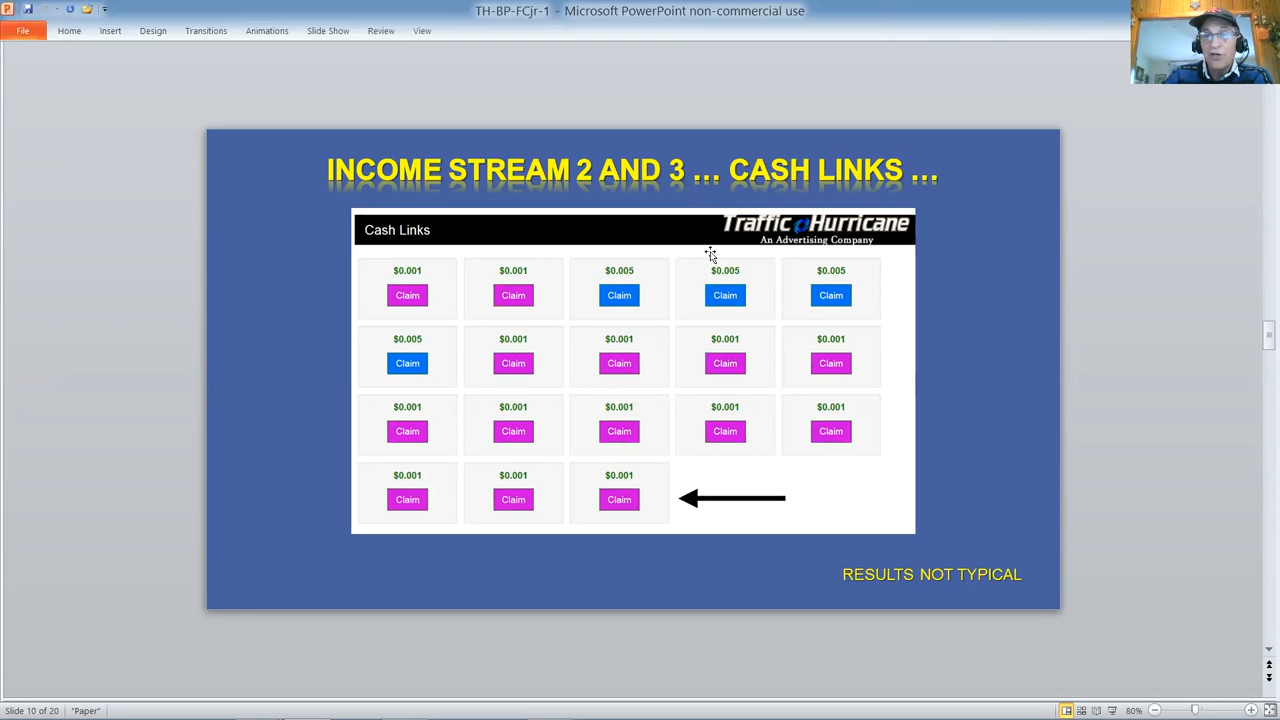 TH-BP-FCjr-1 - Microsoft PowerPoint non-commercial use
File Home Insert Design Transitions Animations Slide Show Review View
INCOME STREAM 2 AND 3 ... CASH LINKS ...
Cash Links
Traffic Hurricane
An Advertising Company
$0.001 $0.001 $0.005 $0.005 $0.005
Claim Claim Claim Claim Claim
$0.005 $0.001 $0.001 $0.001 $0.001
Claim Claim Claim Claim Claim
$0.001 $0.001 $0.001 $0.001 $0.001
Claim Claim Claim Claim Claim
$0.001 $0.001 $0.001
Claim Claim Claim
RESULTS NOT TYPICAL
Slide 10 of 20 "Paper" 80%